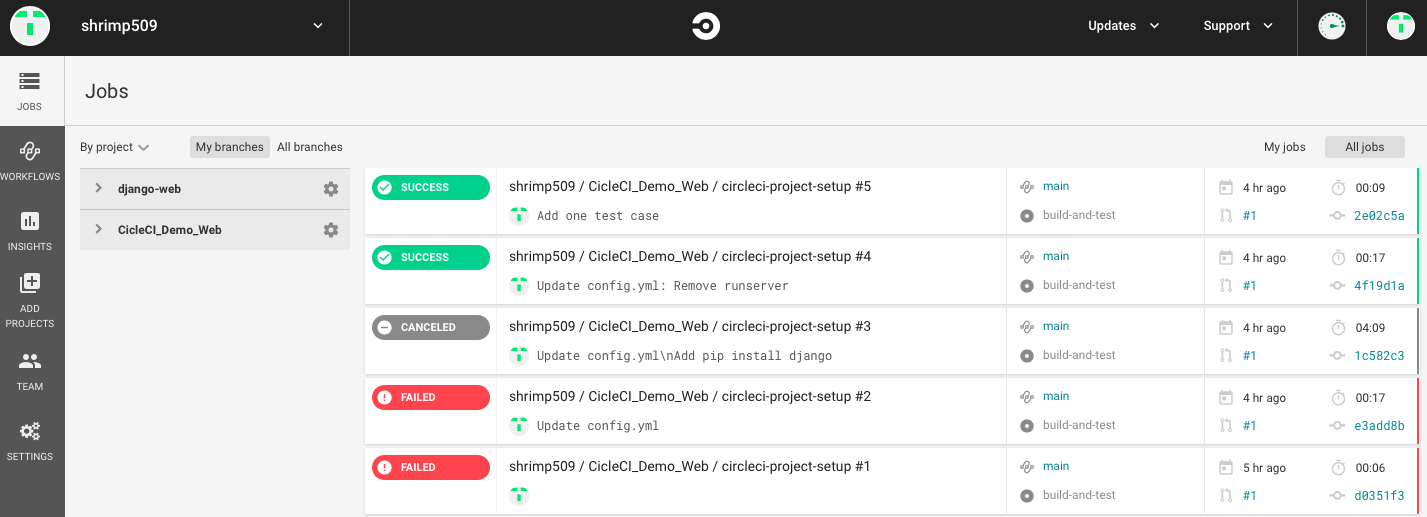 shrimp509
Updates
Support
JOBS
Jobs
By project
My branches
All branches
My jobs
All jobs
WORKFLOWS
INSIGHTS
ADD
PROJECTS
TEAM
SETTINGS
django-web
CicleCI_Demo_Web
SUCCESS
shrimp509 / CicleCI_Demo_Web / circleci-project-setup #5
Add one test case
main
build-and-test
4 hr ago
00:09
#1
2e02c5a
SUCCESS
shrimp509 / CicleCI_Demo_Web / circleci-project-setup #4
Update config.yml: Remove runserver
main
build-and-test
4 hr ago
00:17
#1
4f19d1a
CANCELED
shrimp509 / CicleCI_Demo_Web / circleci-project-setup #3
Update config.yml\nAdd pip install django
main
build-and-test
4 hr ago
04:09
#1
1c582c3
FAILED
shrimp509 / CicleCI_Demo_Web / circleci-project-setup #2
Update config.yml
main
build-and-test
4 hr ago
00:17
#1
e3add8b
FAILED
shrimp509 / CicleCI_Demo_Web / circleci-project-setup #1
main
build-and-test
5 hr ago
00:06
#1
d0351f3